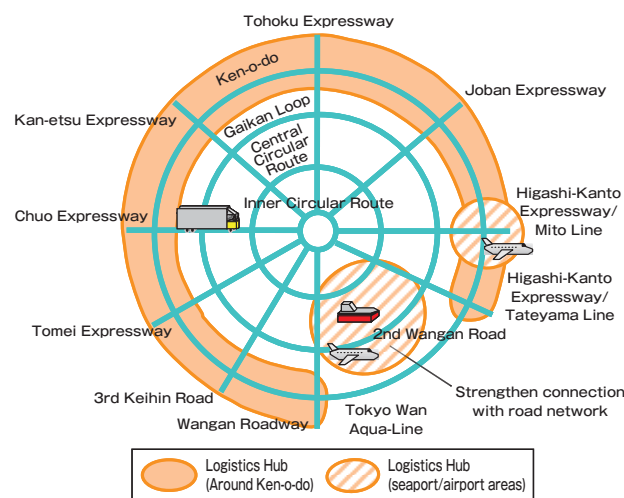 Tohoku Expressway
Ken-o-do
Joban Expressway
Gaikan Loop
Kan-etsu Expressway
Central
Circular
Route
Inner Circular Route
Higashi-Kanto
Expressway/
Mito Line
Chuo Expressway
Higashi-Kanto
Expressway/
Tateyama Line
Tomei Expressway
2nd Wangan Road
3rd Keihin Road
Strengthen connection
with road network
Wangan Roadway
Tokyo Wan
Aqua-Line
Logistics Hub
(Around Ken-o-do)
Logistics Hub
(seaport/airport areas)